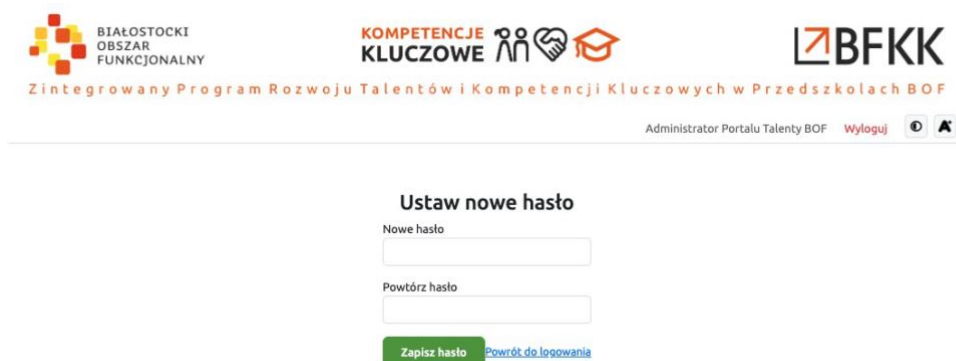 BIAŁOSTOCKI
OBSZAR
FUNKCJONALNY
KOMPETENCJE
KLUCZOWE
BFKK
Zintegrowany Program Rozwoju Talentów i Kompetencji Kluczowych w Przedszkolach BOF
Administrator Portalu Talenty BOF Wyloguj A
Ustaw nowe hasło
Nowe hasło
Powtórz hasło
Zapisz hasło Powrót do logowania